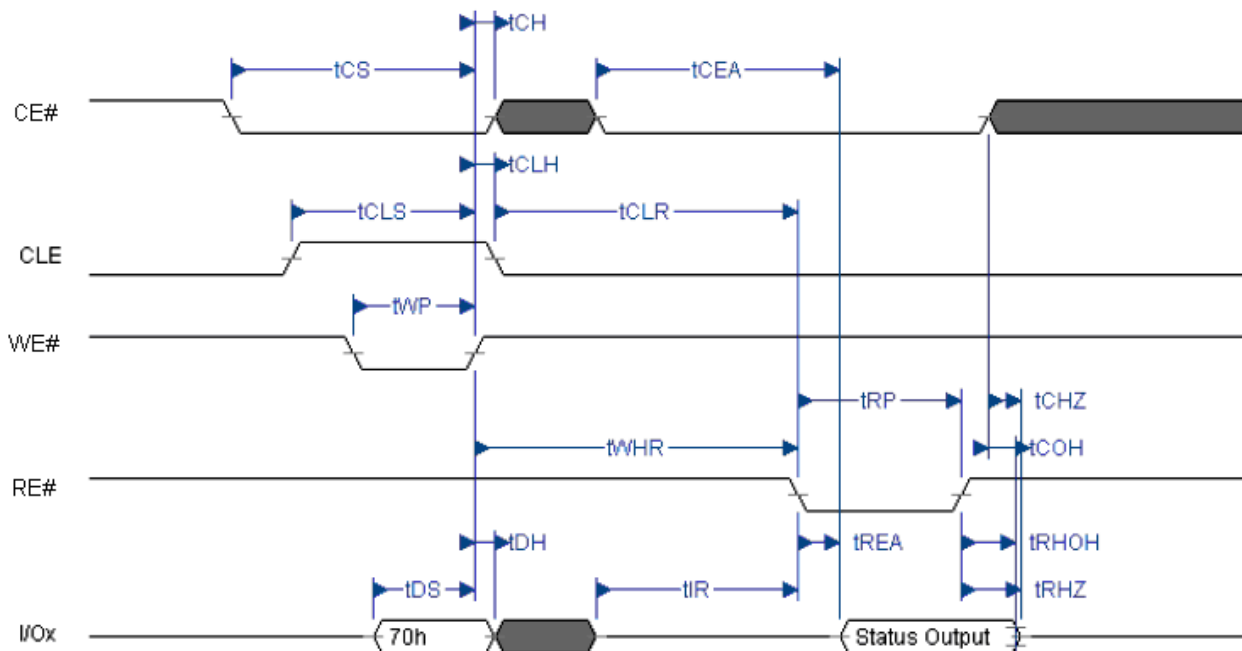 tCH
tCS
tCEA
CE#
tCLH
tCLS
tCLR
CLE
tWP
WE#
tRP
tCHZ
tWHR
tCOH
RE#
tDH
tREA
tRHOH
tDS
tIR
tRHZ
I/Ox
70h
Status Output